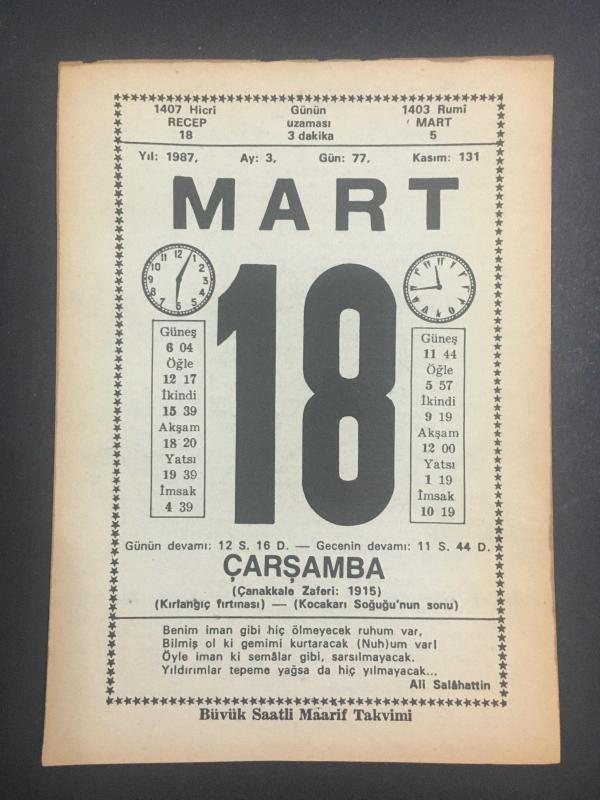 1407 Hicri Günün 1403 Rumi
RECEP uzaması MART
18 3 dakika 5
Yıl: 1987, Ay: 3, Gün: 77, Kasım: 131
MART
18
Güneş
6 04
Öğle
12 17
İkindi
15 39
Akşam
18 20
Yatsı
19 39
İmsak
4 39
Güneş
11 44
Öğle
5 57
İkindi
9 19
Akşam
12 00
Yatsı
1 19
İmsak
10 19
Günün devamı: 12 S. 16 D. — Gecenin devamı: 11 S. 44 D.
ÇARŞAMBA
(Çanakkale Zaferi: 1915)
(Kırlangıç fırtınası) — (Kocakarı Soğuğu'nun sonu)
Benim iman gibi hiç ölmeyecek ruhum var,
Bilmiş ol ki gemimi kurtaracak (Nuh)um var!
Öyle iman ki semâlar gibi, sarsılmayacak.
Yıldırımlar tepeme yağsa da hiç yılmayacak...
Ali Salâhattin
Büyük Saatli Maarif Takvimi